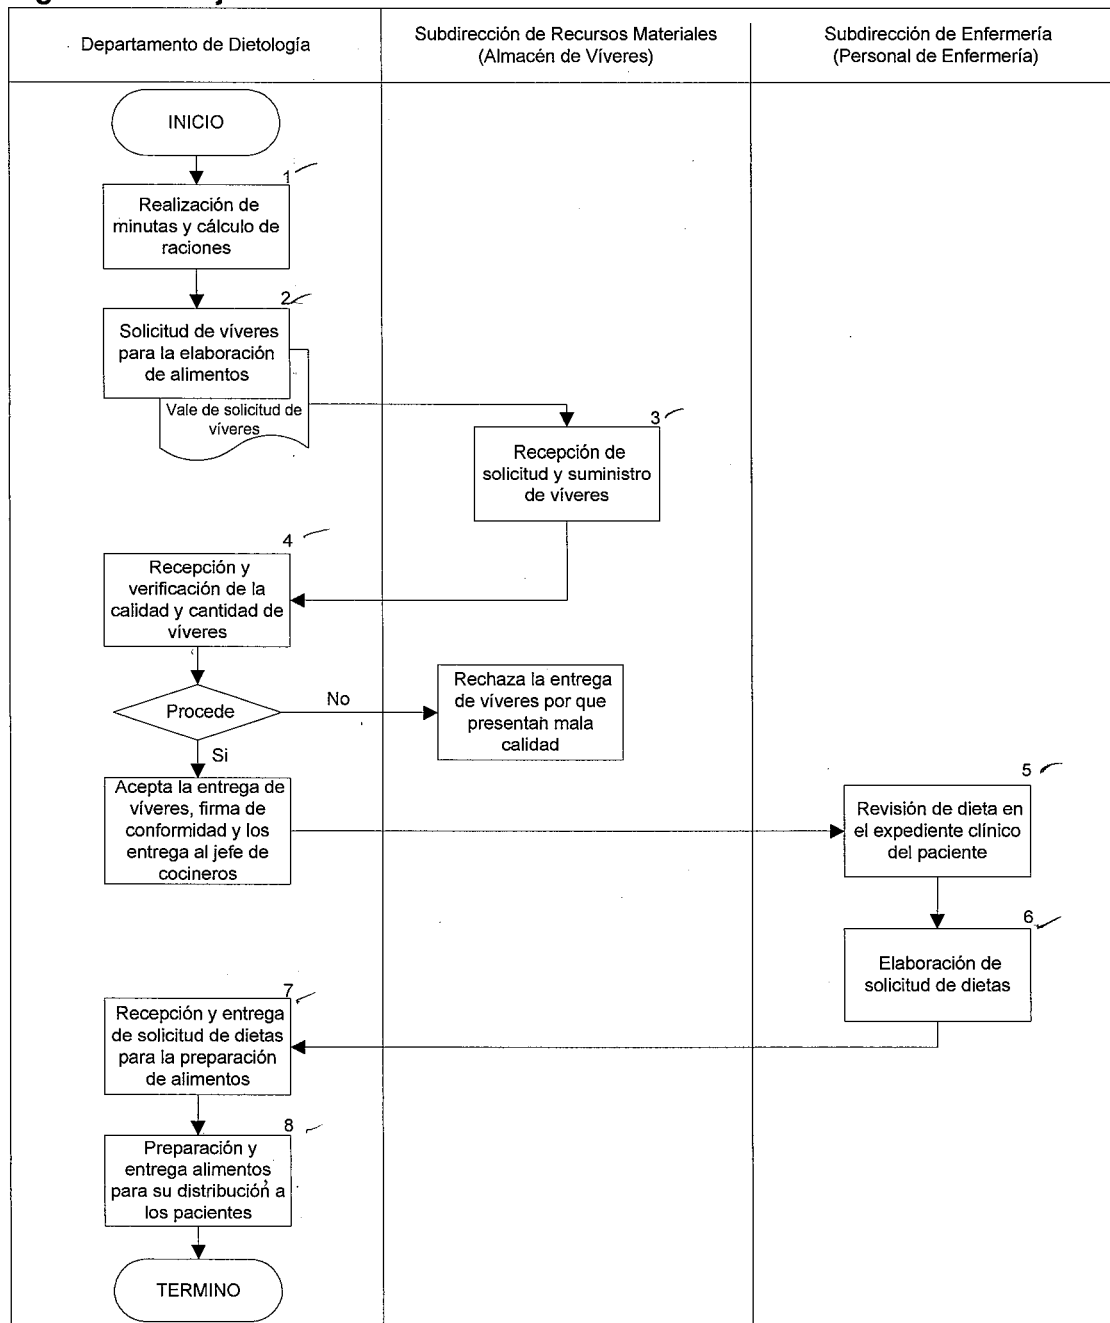 Departamento de Dietología
Subdirección de Recursos Materiales
(Almacén de Víveres)
Subdirección de Enfermería
(Personal de Enfermería)
INICIO
1
Realización de
minutas y cálculo de
raciones
2
Solicitud de víveres
para la elaboración
de alimentos
Vale de solicitud de
víveres
3
Recepción de
solicitud y suministro
de víveres
4
Recepción y
verificación de la
calidad y cantidad de
víveres
Procede
No
Rechaza la entrega
de víveres por que
presentan mala
calidad
Si
Acepta la entrega de
víveres, firma de
conformidad y los
entrega al jefe de
cocineros
5
Revisión de dieta en
el expediente clínico
del paciente
6
Elaboración de
solicitud de dietas
7
Recepción y entrega
de solicitud de dietas
para la preparación
de alimentos
8
Preparación y
entrega alimentos
para su distribución a
los pacientes
TERMINO